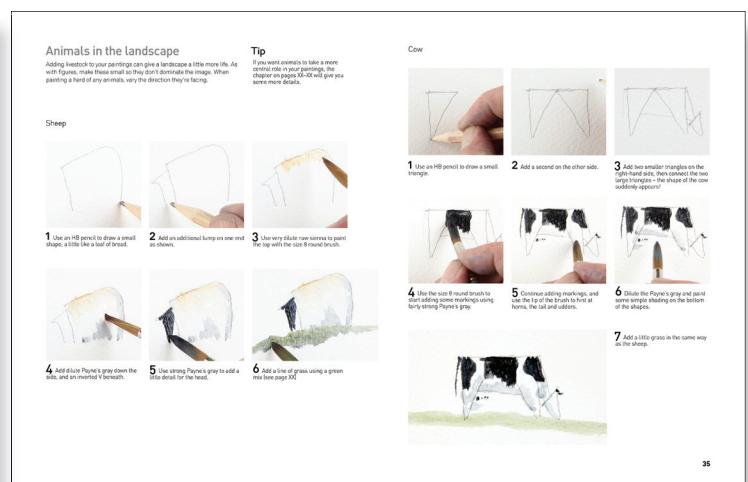 Animals in the landscape
Adding livestock to your paintings can give a landscape a little more life. As
with figures, make these small so they don't dominate the image. When
painting a herd of any animals, vary the direction they're facing.
Tip
If you want animals to take a more
central role in your paintings, the
chapter on pages XX–XX will give you
some more details.
Sheep
1 Use an HB pencil to draw a small
shape, a little like a loaf of bread.
2 Add an additional lump on one end
as shown.
3 Use very dilute raw sienna to paint
the top with the size 8 round brush.
4 Add dilute Payne's gray down the
side, and an inverted V beneath.
5 Use strong Payne's gray to add a
little detail for the head.
6 Add a line of grass using a green
mix (see page XX)
Cow
1 Use an HB pencil to draw a small
triangle.
2 Add a second on the other side.
3 Add two smaller triangles on the
right-hand side, then connect the two
large triangles – the shape of the cow
suddenly appears!
4 Use the size 8 round brush to
start adding some markings using
fairly strong Payne's gray.
5 Continue adding markings, and
use the tip of the brush to hint at
horns, the tail and udders.
6 Dilute the Payne's gray and paint
some simple shading on the bottom
of the shapes.
7 Add a little grass in the same way
as the sheep.
35